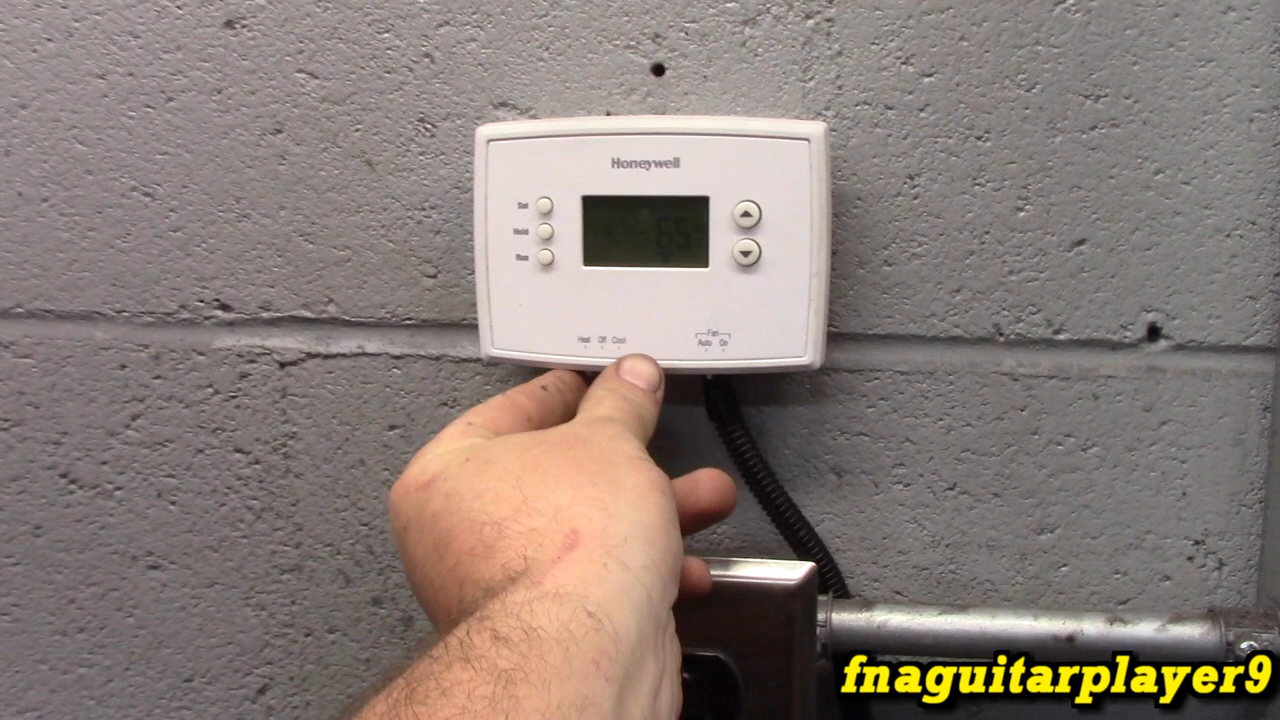 Honeywell
Set
Hold
Run
65
Heat Off Cool
Fan
Auto On
fnaguitarplayer9